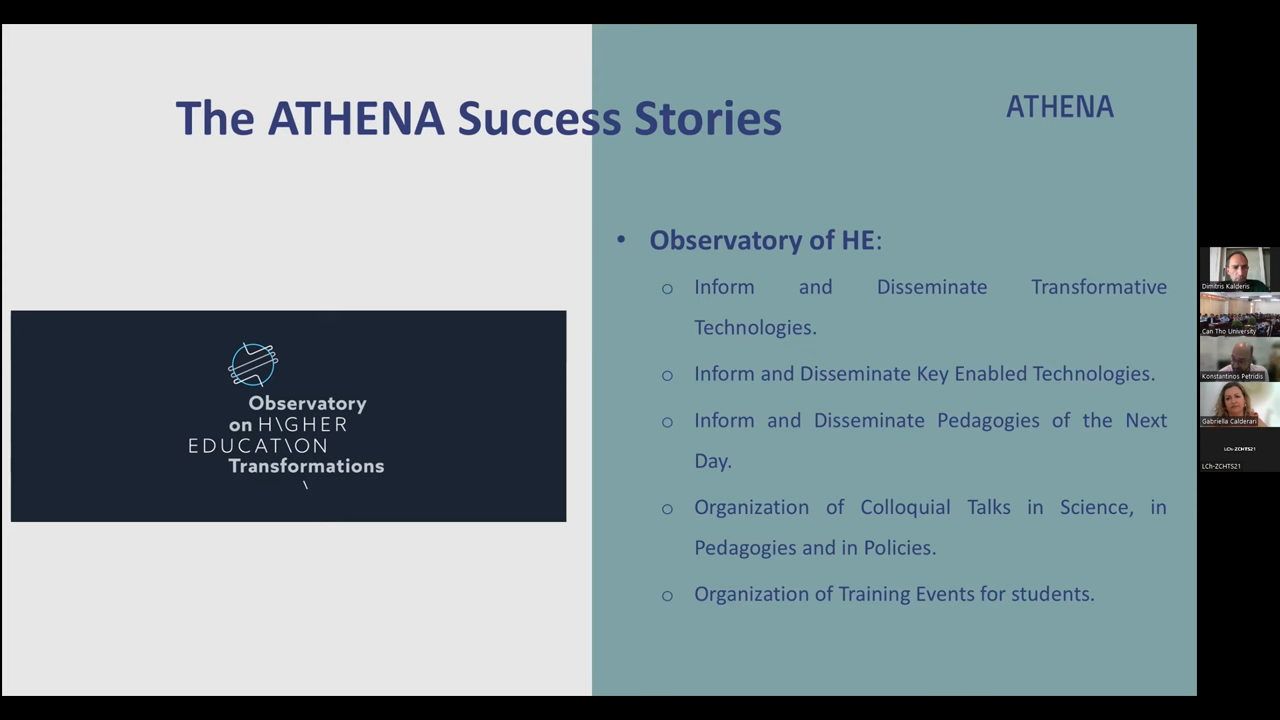 The ATHENA Success Stories
ATHENA
Observatory
on H\GHER
EDUCAT\ON
Transformations
\
• Observatory of HE:
o Inform and Disseminate Transformative
Technologies.
o Inform and Disseminate Key Enabled Technologies.
o Inform and Disseminate Pedagogies of the Next
Day.
o Organization of Colloquial Talks in Science, in
Pedagogies and in Policies.
o Organization of Training Events for students.
Dimitris Kalderis
Can Tho University
Konstantinos Petridis
Gabriella Calderari
LCh-ZCHTS21
LCh-ZCHTS21